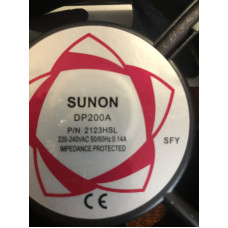 SUNON
DP200A
P/N 2123HSL
220-240VAC 50/60Hz 0.14A
IMPEDANCE PROTECTED
SFY
CE